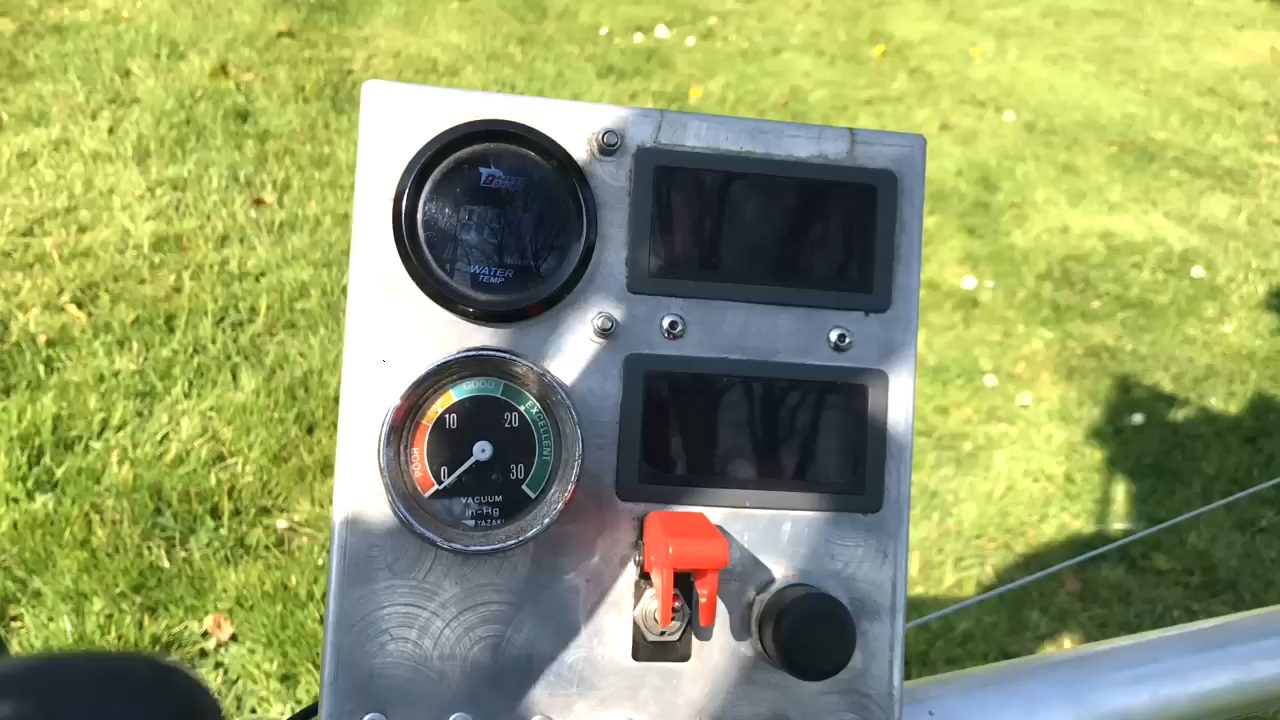 WATER
TEMP
GOOD
EXCELLENT
POOR
10
20
0
30
VACUUM
in-Hg
YAZAKI